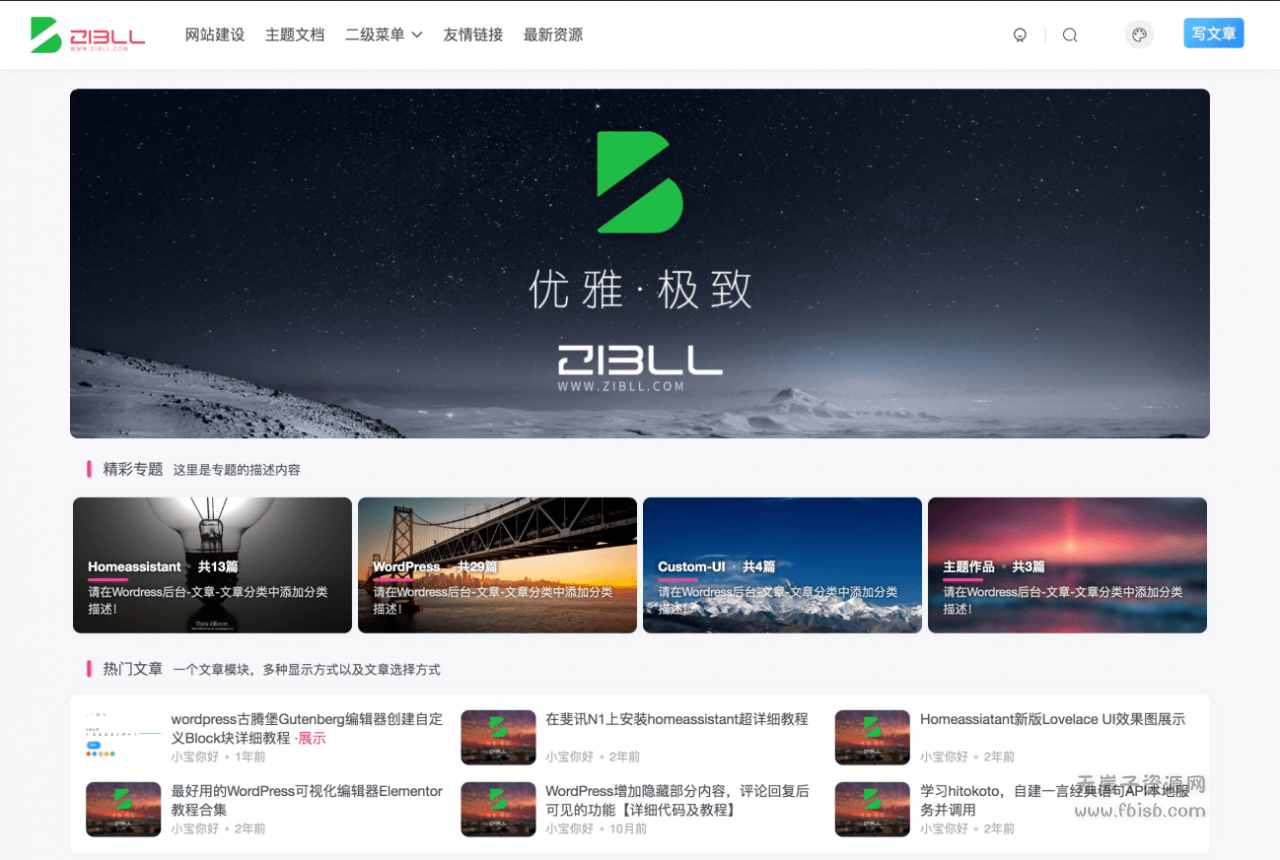 ZIBLL
WWW.ZIBLL.COM
网站建设 主题文档 二级菜单 友情链接 最新资源
写文章
优雅·极致
ZIBLL
WWW.ZIBLL.COM
精彩专题 这里是专题的描述内容
Homeassistant 共13篇
请在Wordress后台-文章-文章分类中添加分类
描述！
Think different.
WordPress 共29篇
请在Wordress后台-文章-文章分类中添加分类
描述！
Custom-UI 共4篇
请在Wordress后台-文章-文章分类中添加分类
描述！
主题作品 共3篇
请在Wordress后台-文章-文章分类中添加分类
描述！
热门文章 一个文章模块，多种显示方式以及文章选择方式
wordpress古腾堡Gutenberg编辑器创建自定
义Block块详细教程 ·展示
小宝你好 • 1年前
在斐讯N1上安装homeassistant超详细教程
小宝你好 • 2年前
Homeassiatant新版Lovelace UI效果图展示
小宝你好 • 2年前
最好用的WordPress可视化编辑器Elementor
教程合集
小宝你好 • 2年前
WordPress增加隐藏部分内容，评论回复后
可见的功能【详细代码及教程】
小宝你好 • 10月前
学习hitokoto，自建一言经典语句API本地服
务并调用
小宝你好 • 2年前
www.fbisb.com